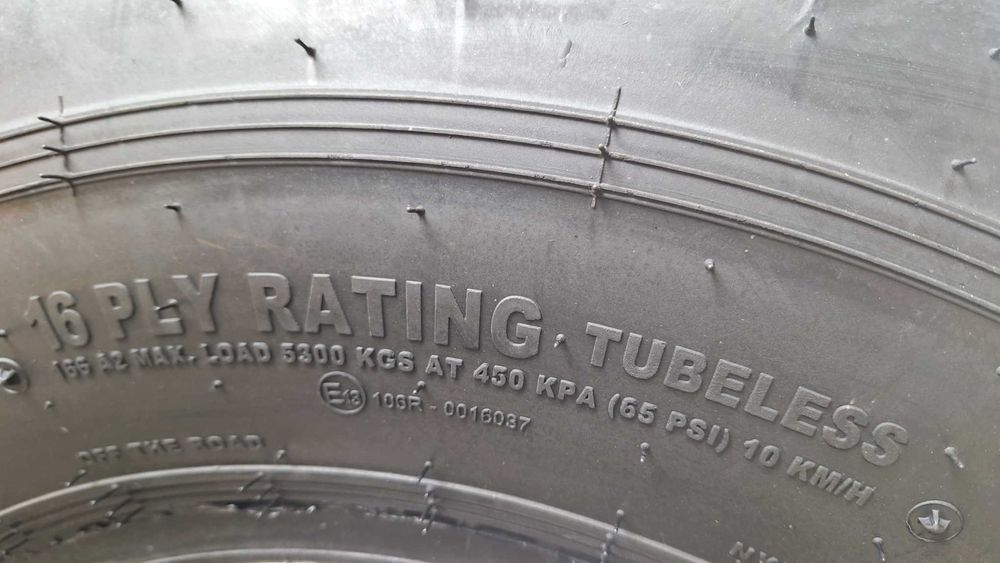 16 PLY RATING TUBELESS
166 A2 MAX. LOAD 5300 KGS AT 450 KPA (65 PSI) 10 KM/H
E13 106R - 0016037
OFF THE ROAD